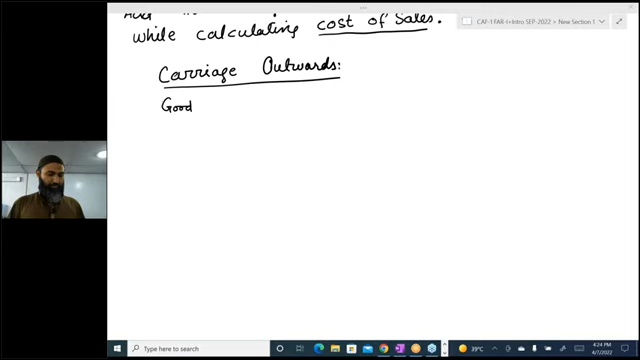 CAF-1 FAR-I+Intro SEP-2022 > New Section 1
while calculating cost of Sales.
Carriage Outwards:
Good
Type here to search
39°C
4:24 PM
4/7/2022